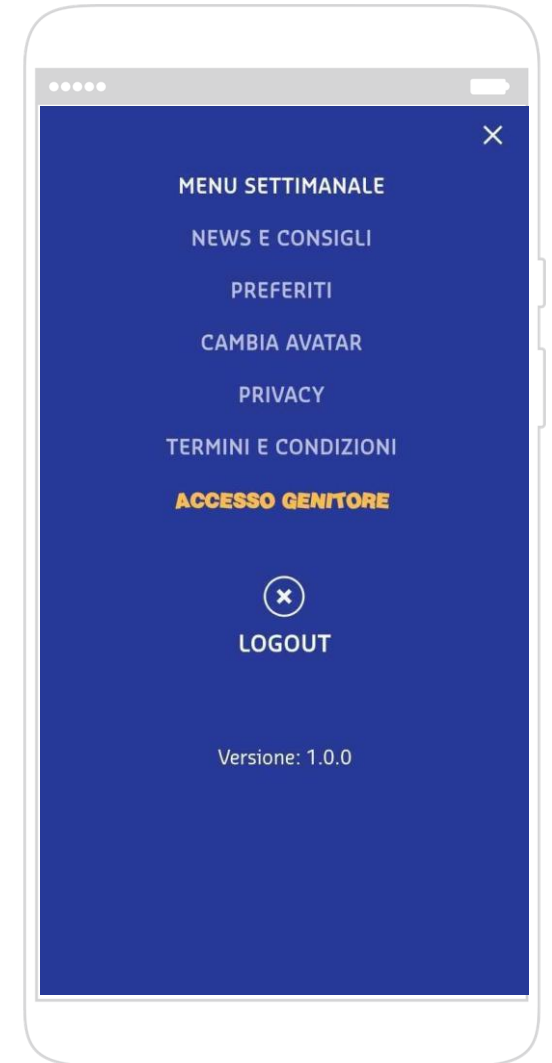 MENU SETTIMANALE
NEWS E CONSIGLI
PREFERITI
CAMBIA AVATAR
PRIVACY
TERMINI E CONDIZIONI
ACCESSO GENITORE
LOGOUT
Versione: 1.0.0